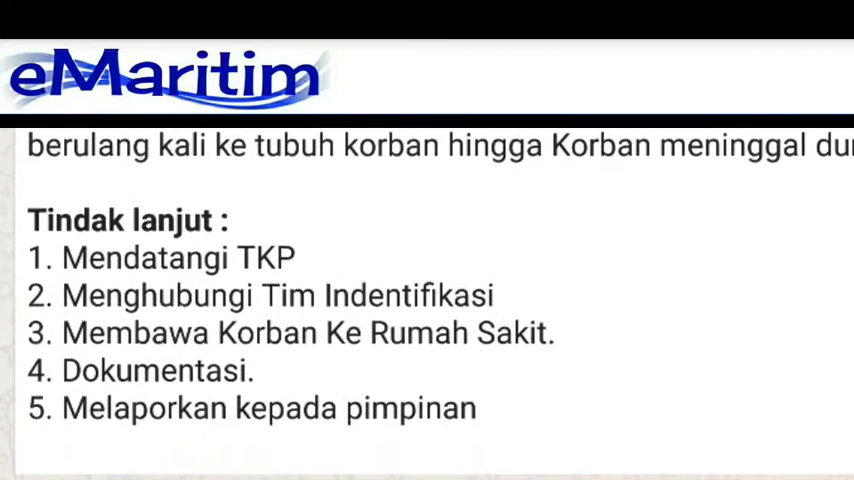 eMaritim
berulang kali ke tubuh korban hingga Korban meninggal
Tindak lanjut :
1. Mendatangi TKP
2. Menghubungi Tim Indentifikasi
3. Membawa Korban Ke Rumah Sakit.
4. Dokumentasi.
5. Melaporkan kepada pimpinan